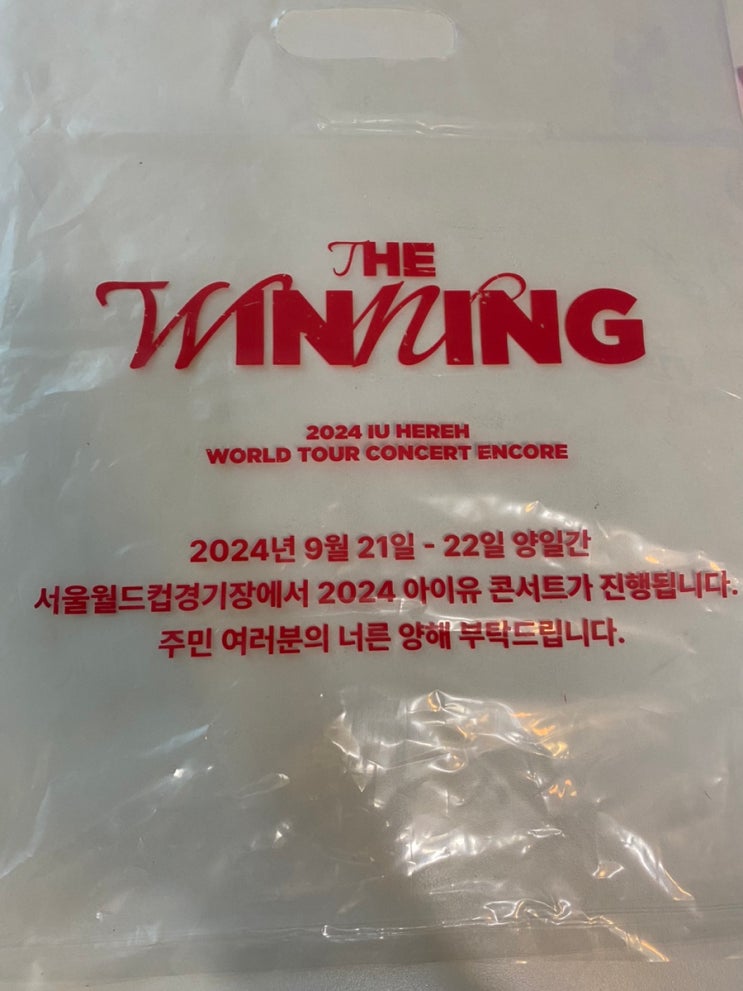 THE
WINNING
2024 IU HEREH
WORLD TOUR CONCERT ENCORE
2024년 9월 21일 - 22일 양일간
서울월드컵경기장에서 2024 아이유 콘서트가 진행됩니다.
주민 여러분의 너른 양해 부탁드립니다.